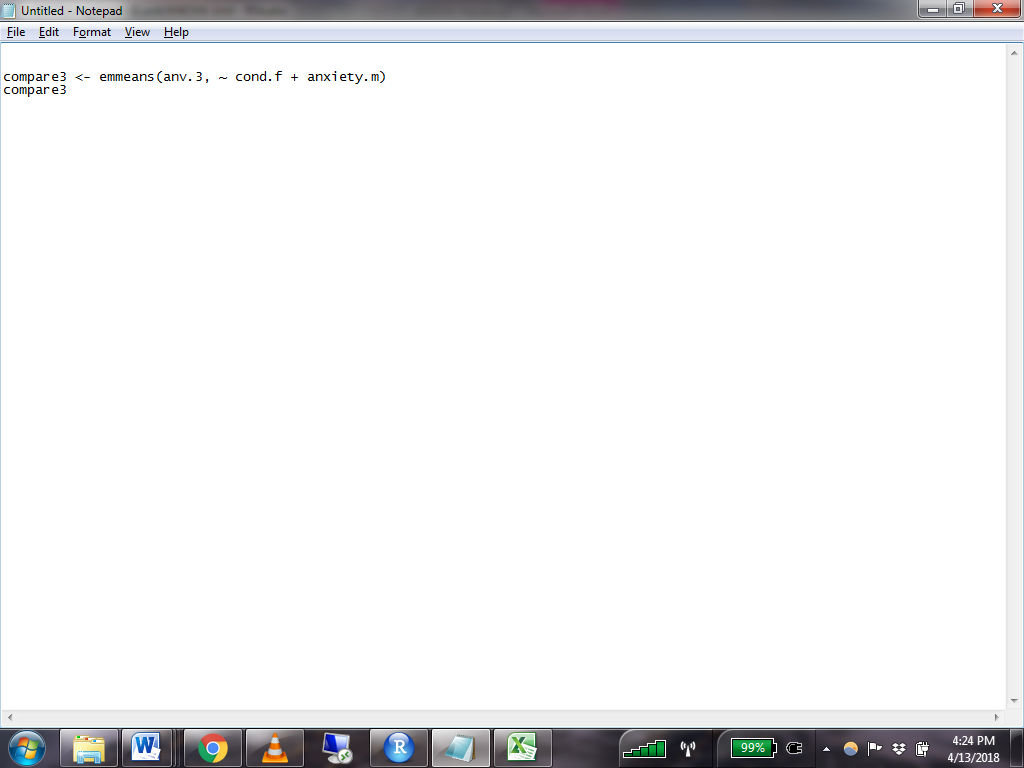 Untitled - Notepad
File Edit Format View Help
compare3 <- emmeans(anv.3, ~ cond.f + anxiety.m)
compare3
99%
4:24 PM
4/13/2018